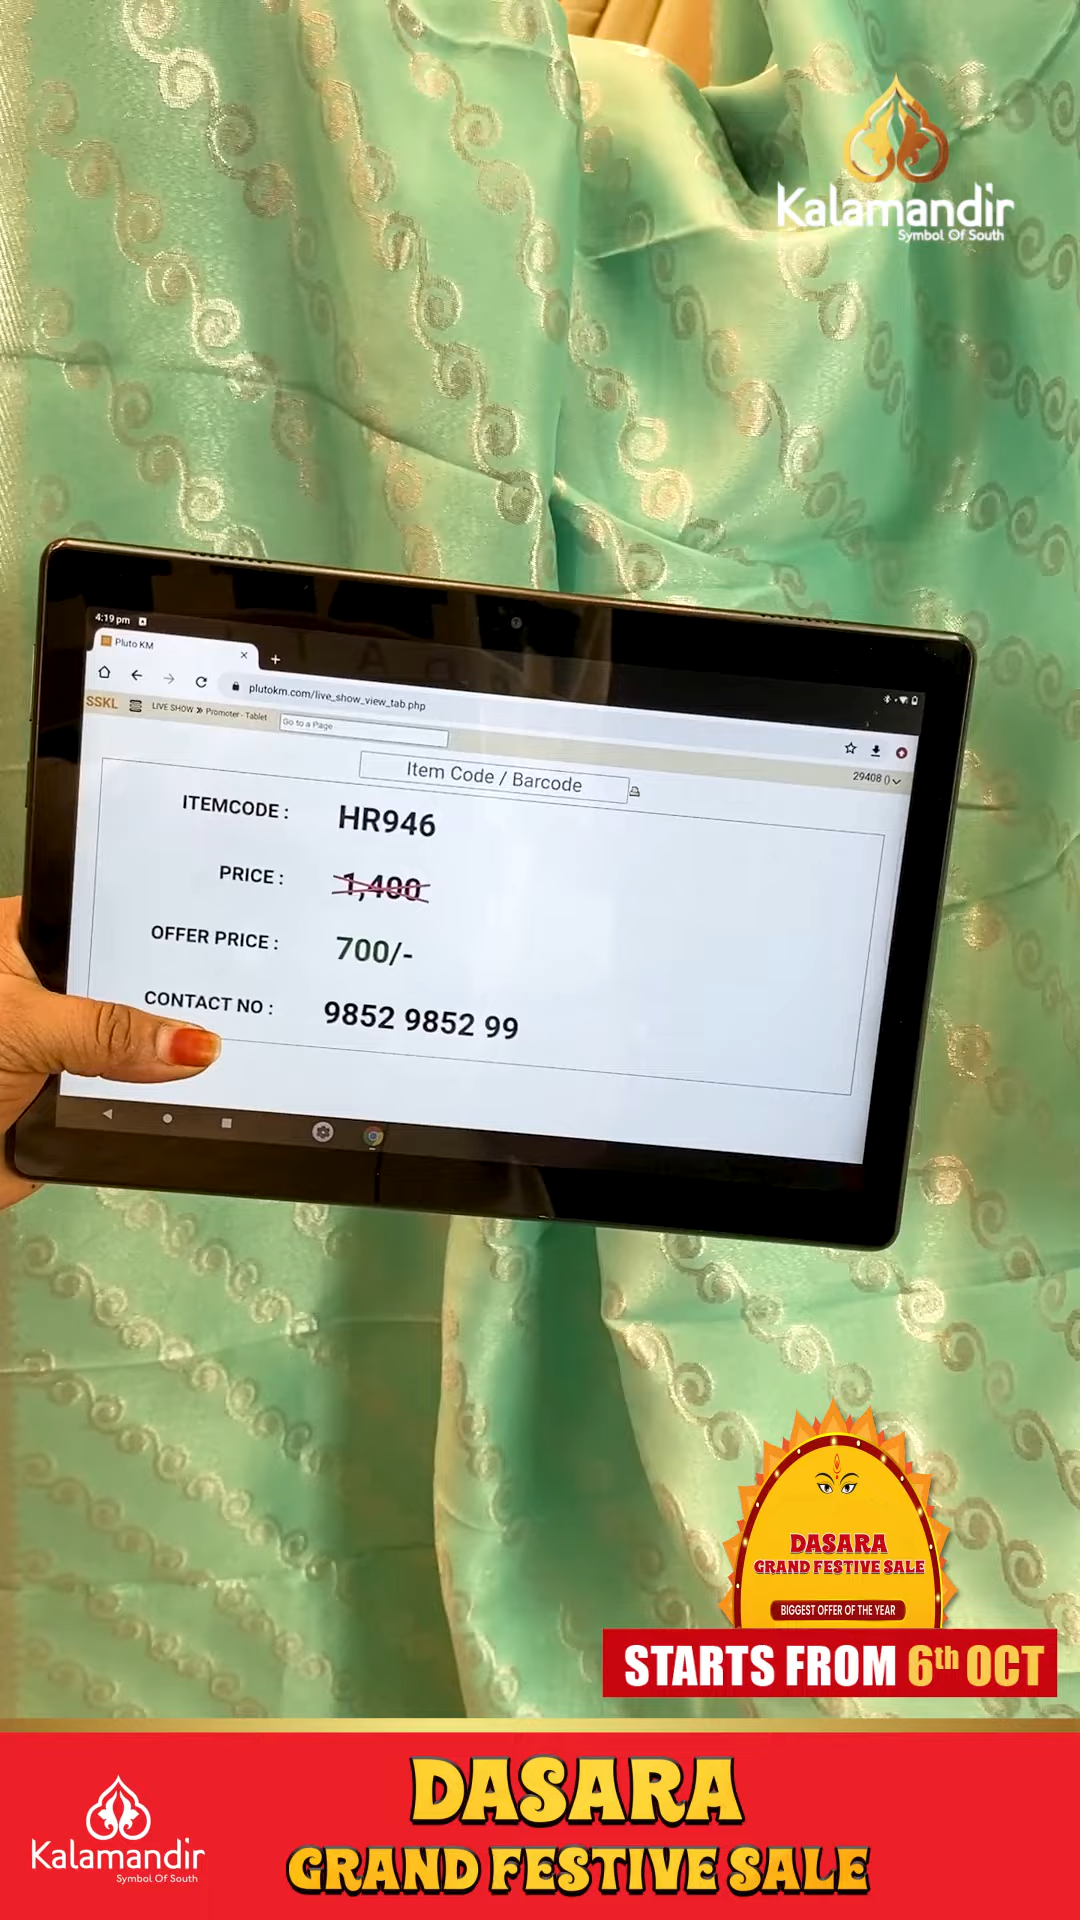 Kalamandir
Symbol Of South
4:19 pm
Pluto KM
plutokm.com/live_show_view_tab.php
SSKL
LIVE SHOW » Promoter - Tablet
Go to a Page
29408 ()
Item Code / Barcode
ITEMCODE : HR946
PRICE : 1,400
OFFER PRICE : 700/-
CONTACT NO : 9852 9852 99
DASARA
GRAND FESTIVE SALE
BIGGEST OFFER OF THE YEAR
STARTS FROM 6th OCT
Kalamandir
Symbol Of South
DASARA
GRAND FESTIVE SALE